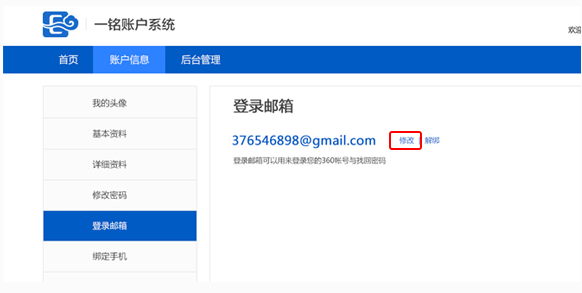 一铭账户系统
欢迎
首页 账户信息 后台管理
我的头像
基本资料
详细资料
修改密码
登录邮箱
绑定手机
登录邮箱
376546898@gmail.com 修改 解绑
登录邮箱可以用来登录您的360帐号与找回密码